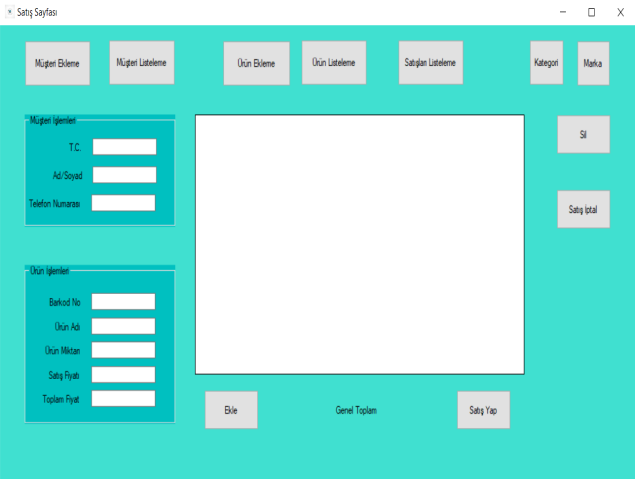 Satış Sayfası
Müşteri Ekleme
Müşteri Listeleme
Ürün Ekleme
Ürün Listeleme
Satışları Listeleme
Kategori
Marka
Müşteri İşlemleri
T.C.
Ad/Soyad
Telefon Numarası
Sil
Satış İptal
Ürün İşlemleri
Barkod No
Ürün Adı
Ürün Miktarı
Satış Fiyatı
Toplam Fiyat
Ekle
Genel Toplam
Satış Yap